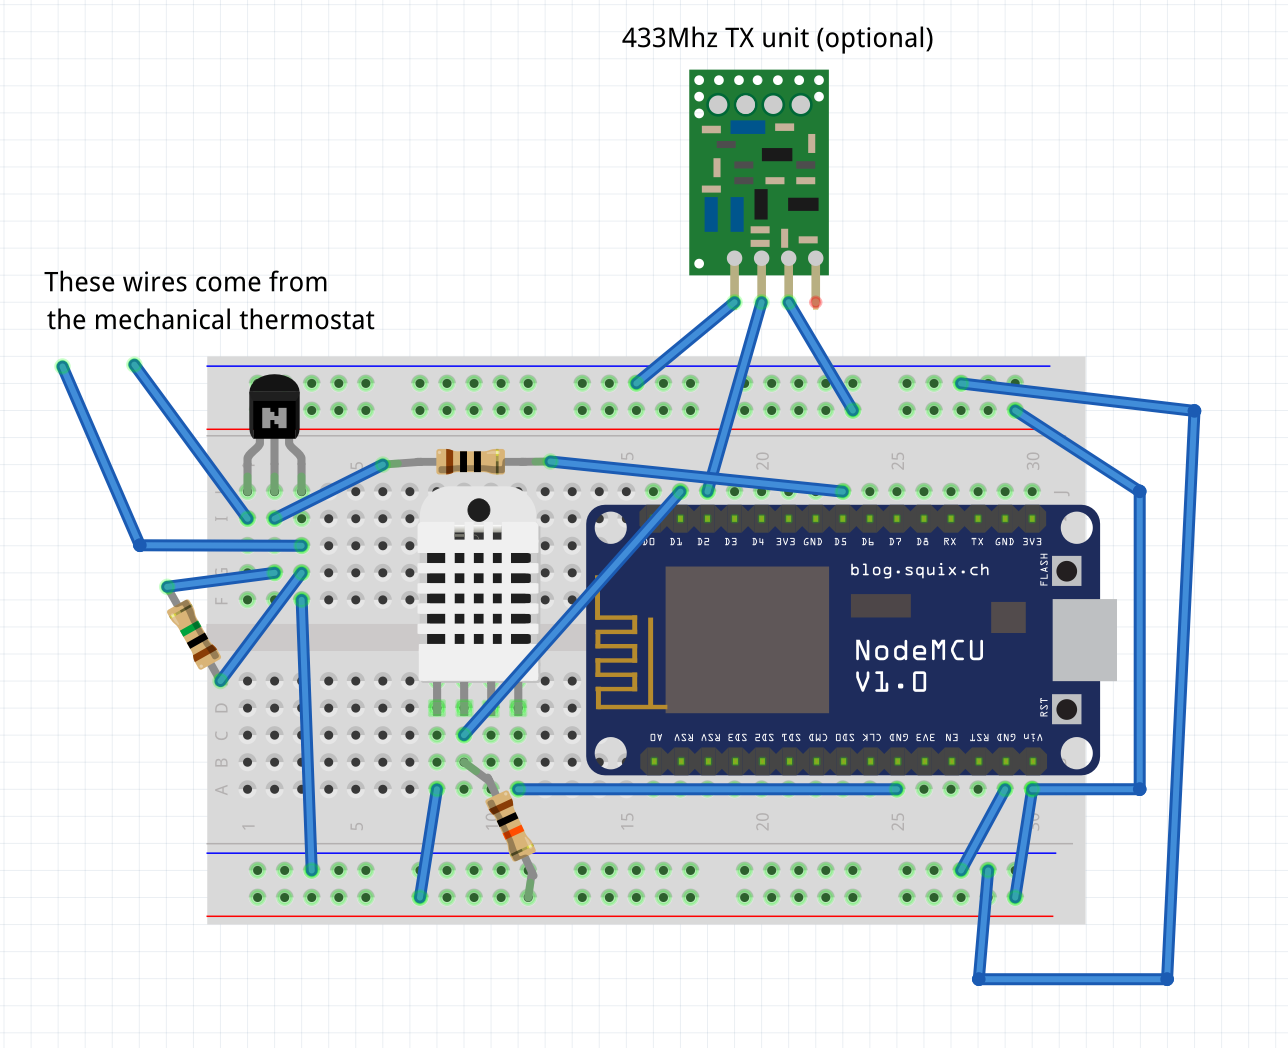 433Mhz TX unit (optional)
These wires come from
the mechanical thermostat
N
5
15
20
25
30
J
I
G
F
D0 D1 D2 D3 D4 3V3 GND D5 D6 D7 D8 RX TX GND 3V3
FLASH
blog.squix.ch
NodeMCU
V1.0
RST
A0 RSV RSV SD3 SD2 SD1 CMD SD0 CLK GND 3V3 EN RST GND Vin
D
C
B
A
1
5
10
15
20
25
30